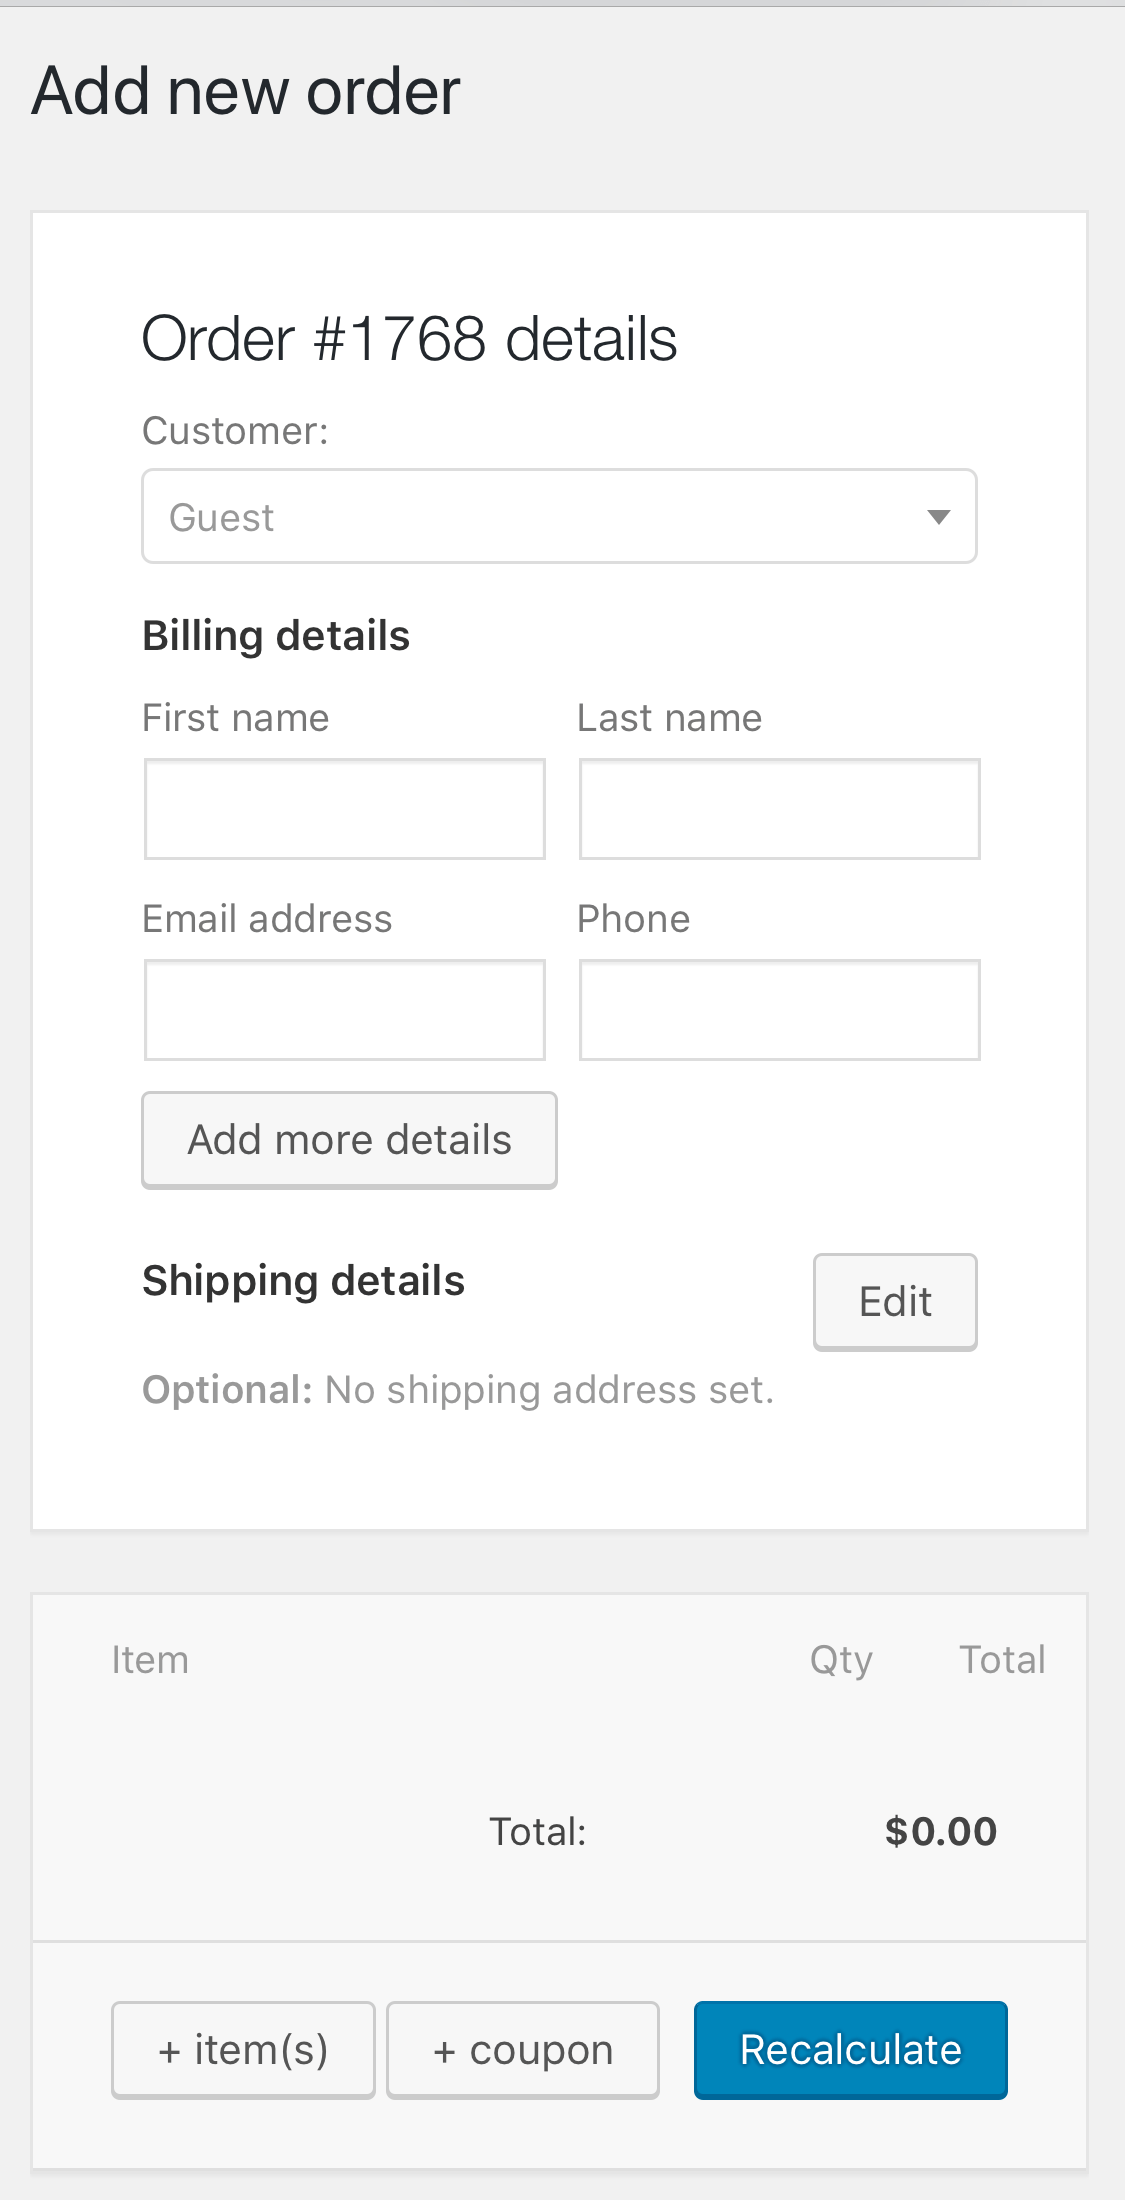 Add new order
Order #1768 details
Customer:
Guest
Billing details
First name Last name
Email address Phone
Add more details
Shipping details Edit
Optional: No shipping address set.
Item Qty Total
Total: $0.00
+ item(s) + coupon Recalculate